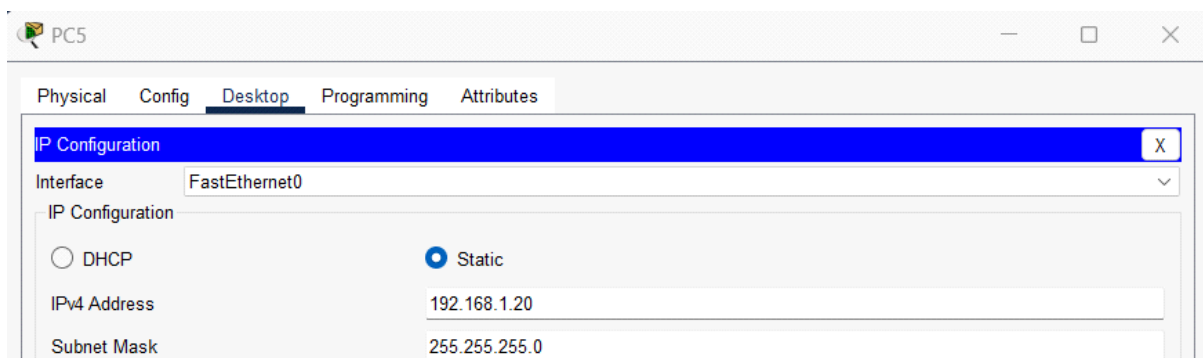 PC5
Physical Config Desktop Programming Attributes
IP Configuration X
Interface FastEthernet0
IP Configuration
DHCP Static
IPv4 Address 192.168.1.20
Subnet Mask 255.255.255.0